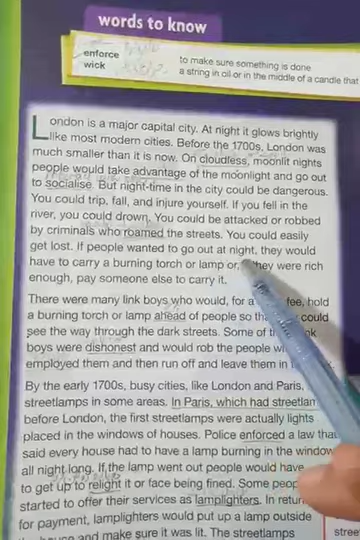 words to know
enforce to make sure something is done
wick a string in oil or in the middle of a candle that
London is a major capital city. At night it glows brightly
like most modern cities. Before the 1700s, London was
much smaller than it is now. On cloudless, moonlit nights
people would take advantage of the moonlight and go out
to socialise. But night-time in the city could be dangerous.
You could trip, fall, and injure yourself. If you fell in the
river, you could drown. You could be attacked or robbed
by criminals who roamed the streets. You could easily
get lost. If people wanted to go out at night, they would
have to carry a burning torch or lamp or, they were rich
enough, pay someone else to carry it.
There were many link boys who would, for a fee, hold
a burning torch or lamp ahead of people so could
see the way through the dark streets. Some of
boys were dishonest and would rob the people
employed them and then run off and leave them in
By the early 1700s, busy cities, like London and Paris,
streetlamps in some areas. In Paris, which had
before London, the first streetlamps were actually lights
placed in the windows of houses. Police enforced a law
said every house had to have a lamp burning in the window
all night long. If the lamp went out people would have
to get up to relight it or face being fined. Some
started to offer their services as lamplighters. In
for payment, lamplighters would put up a lamp outside
house and make sure it was lit. The streetlamps